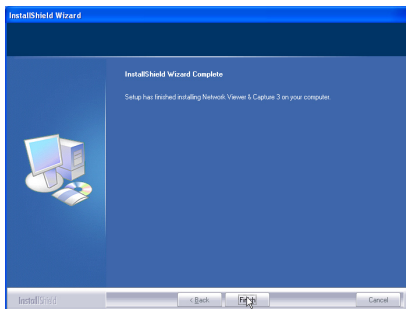 InstallShield Wizard
InstallShield Wizard Complete
Setup has finished installing Network Viewer & Capture 3 on your computer.
InstallShield
< Back
Finish
Cancel